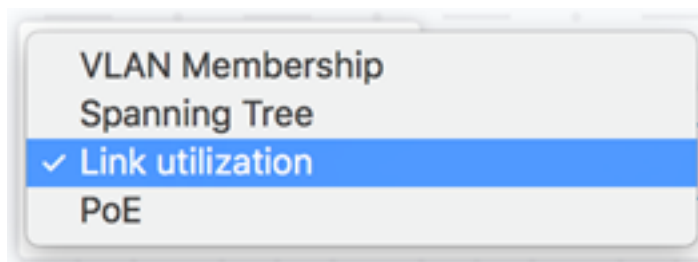 VLAN Membership
Spanning Tree
✓ Link utilization
PoE